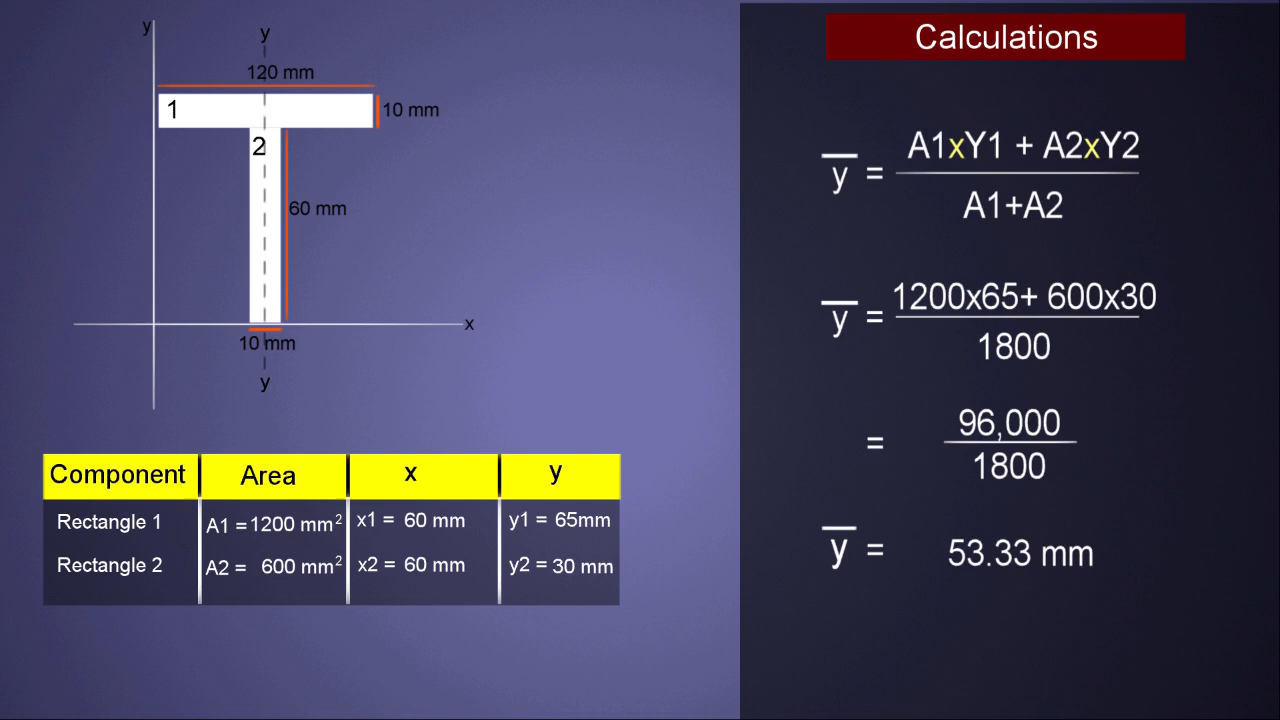 y
y
120 mm
1
10 mm
2
60 mm
x
10 mm
y
Component Area x y
Rectangle 1 A1 = 1200 mm² x1 = 60 mm y1 = 65mm
Rectangle 2 A2 = 600 mm² x2 = 60 mm y2 = 30 mm
Calculations
A1xY1 + A2xY2
y =
A1+A2
1200x65+ 600x30
y =
1800
96,000
=
1800
y = 53.33 mm